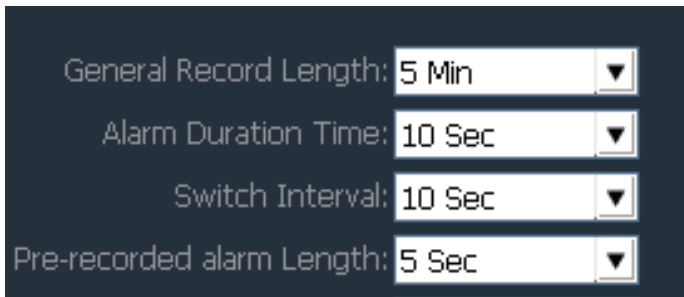 General Record Length: 5 Min
Alarm Duration Time: 10 Sec
Switch Interval: 10 Sec
Pre-recorded alarm Length: 5 Sec